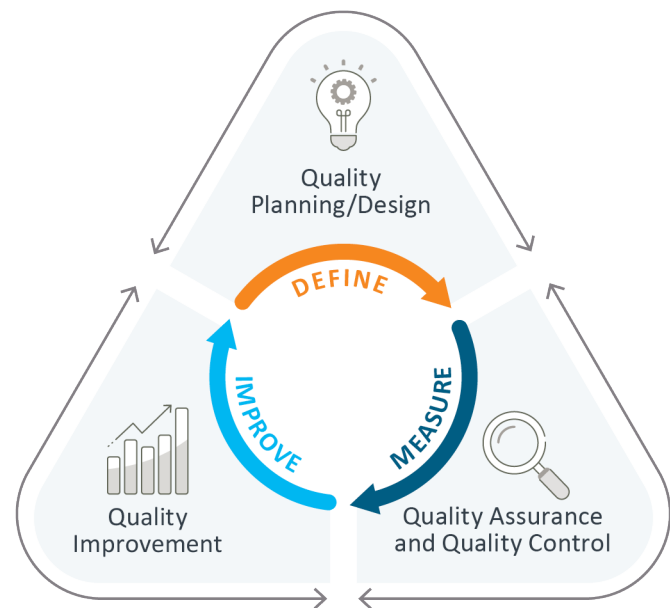 Quality
Planning/Design
DEFINE
MEASURE
IMPROVE
Quality
Improvement
Quality Assurance
and Quality Control